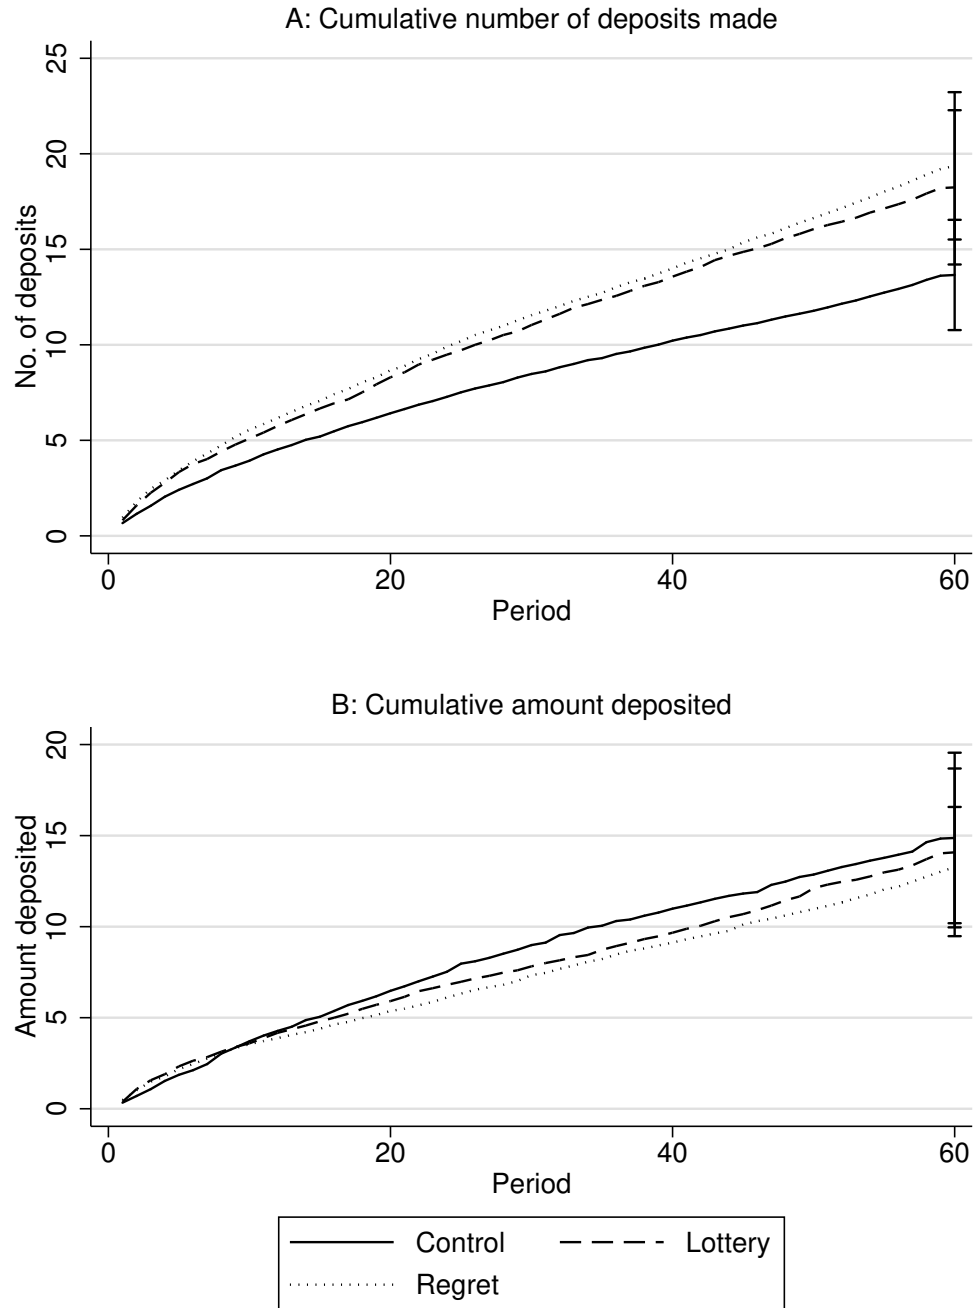 A: Cumulative number of deposits made
No. of deposits
25
20
15
10
5
0
0 20 40 60
Period
B: Cumulative amount deposited
Amount deposited
20
15
10
5
0
0 20 40 60
Period
Control Lottery
Regret